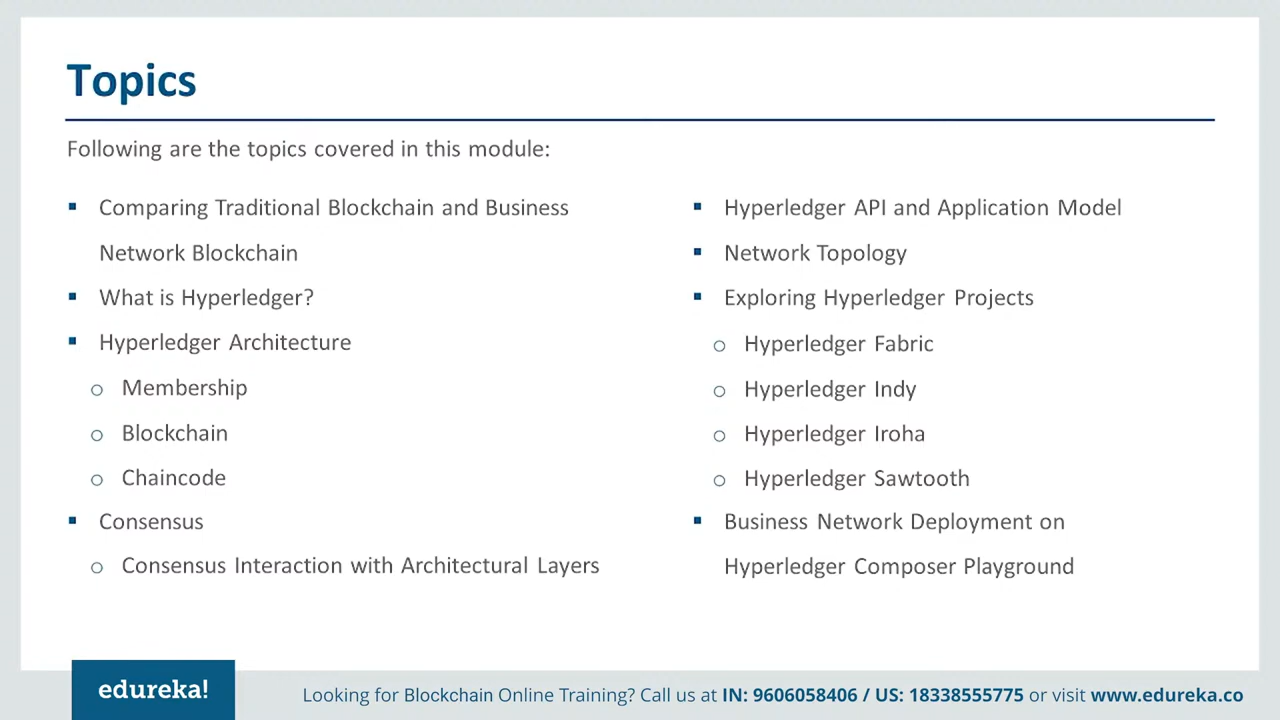 Topics
Following are the topics covered in this module:
▪ Comparing Traditional Blockchain and Business
Network Blockchain
▪ What is Hyperledger?
▪ Hyperledger Architecture
o Membership
o Blockchain
o Chaincode
▪ Consensus
o Consensus Interaction with Architectural Layers
▪ Hyperledger API and Application Model
▪ Network Topology
▪ Exploring Hyperledger Projects
o Hyperledger Fabric
o Hyperledger Indy
o Hyperledger Iroha
o Hyperledger Sawtooth
▪ Business Network Deployment on
Hyperledger Composer Playground
edureka!
Looking for Blockchain Online Training? Call us at IN: 9606058406 / US: 18338555775 or visit www.edureka.co